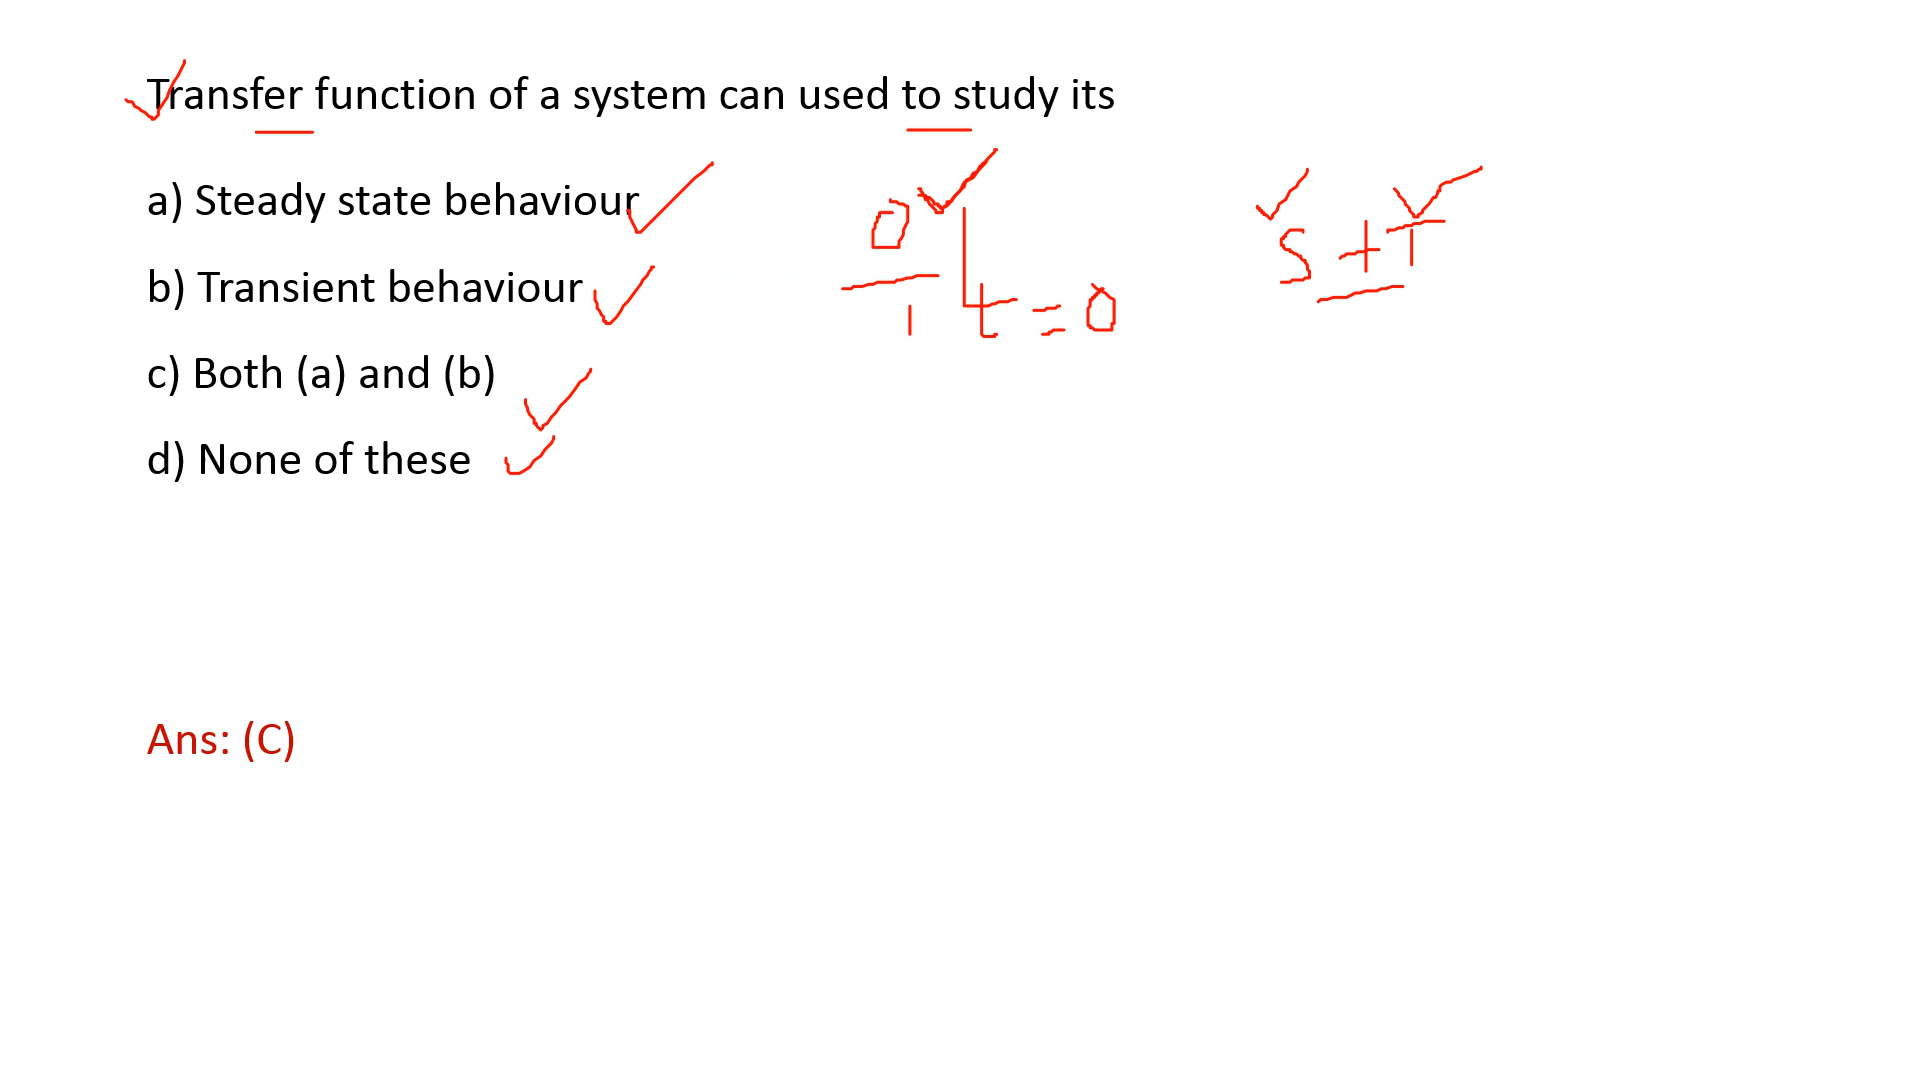 Transfer function of a system can used to study its
a) Steady state behaviour
b) Transient behaviour
c) Both (a) and (b)
d) None of these
O
I
t = 0
S + T
Ans: (C)